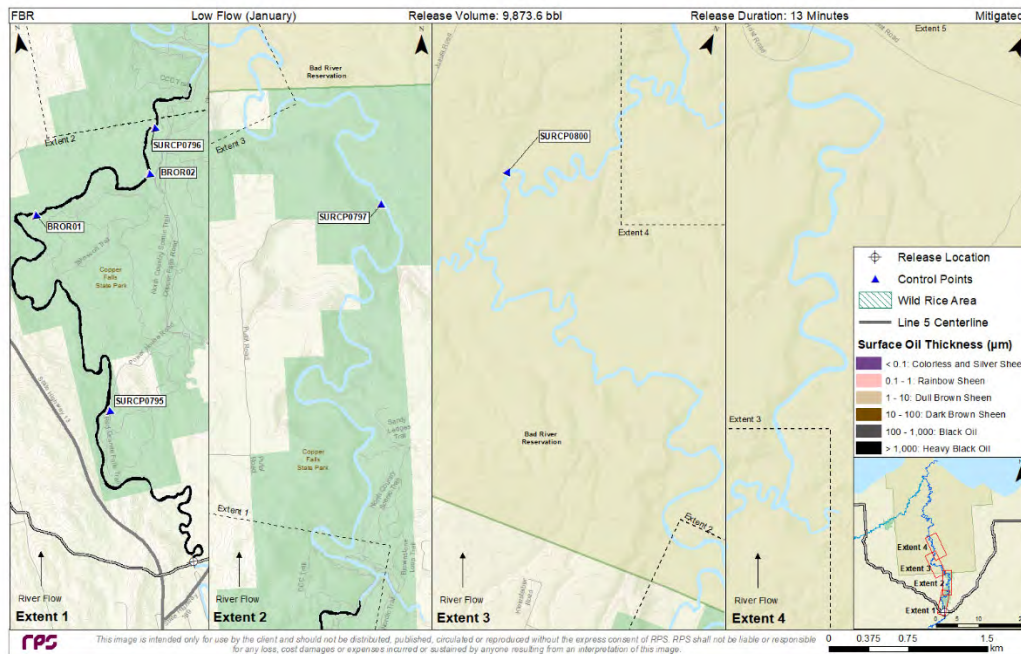 FBR
Low Flow (January)
Release Volume: 9,873.6 bbl
Release Duration: 13 Minutes
Mitigated
N
Extent 2
SURCP0796
BROR02
BROR01
Copper
Falls
State Park
SURCP0795
State Highway 13
River Flow
Extent 1
N
Bad River
Reservation
Extent 3
SURCP0797
Putz Road
Copper
Falls
State Park
Extent 1
River Flow
Extent 2
N
SURCP0800
Extent 4
Bad River
Reservation
Extent 2
River Flow
Extent 3
Extent 5
Extent 3
River Flow
Extent 4
Release Location
Control Points
Wild Rice Area
Line 5 Centerline
Surface Oil Thickness (µm)
< 0.1: Colorless and Silver Sheen
0.1 - 1: Rainbow Sheen
1 - 10: Dull Brown Sheen
10 - 100: Dark Brown Sheen
100 - 1,000: Black Oil
> 1,000: Heavy Black Oil
Extent 4
Extent 3
Extent 2
Extent 1
0 5 10
rps
This image is intended only for use by the client and should not be distributed, published, circulated or reproduced without the express consent of RPS. RPS shall not be liable or responsible
for any loss, cost damages or expenses incurred or sustained by anyone resulting from an interpretation of this image.
0 0.375 0.75 1.5
km